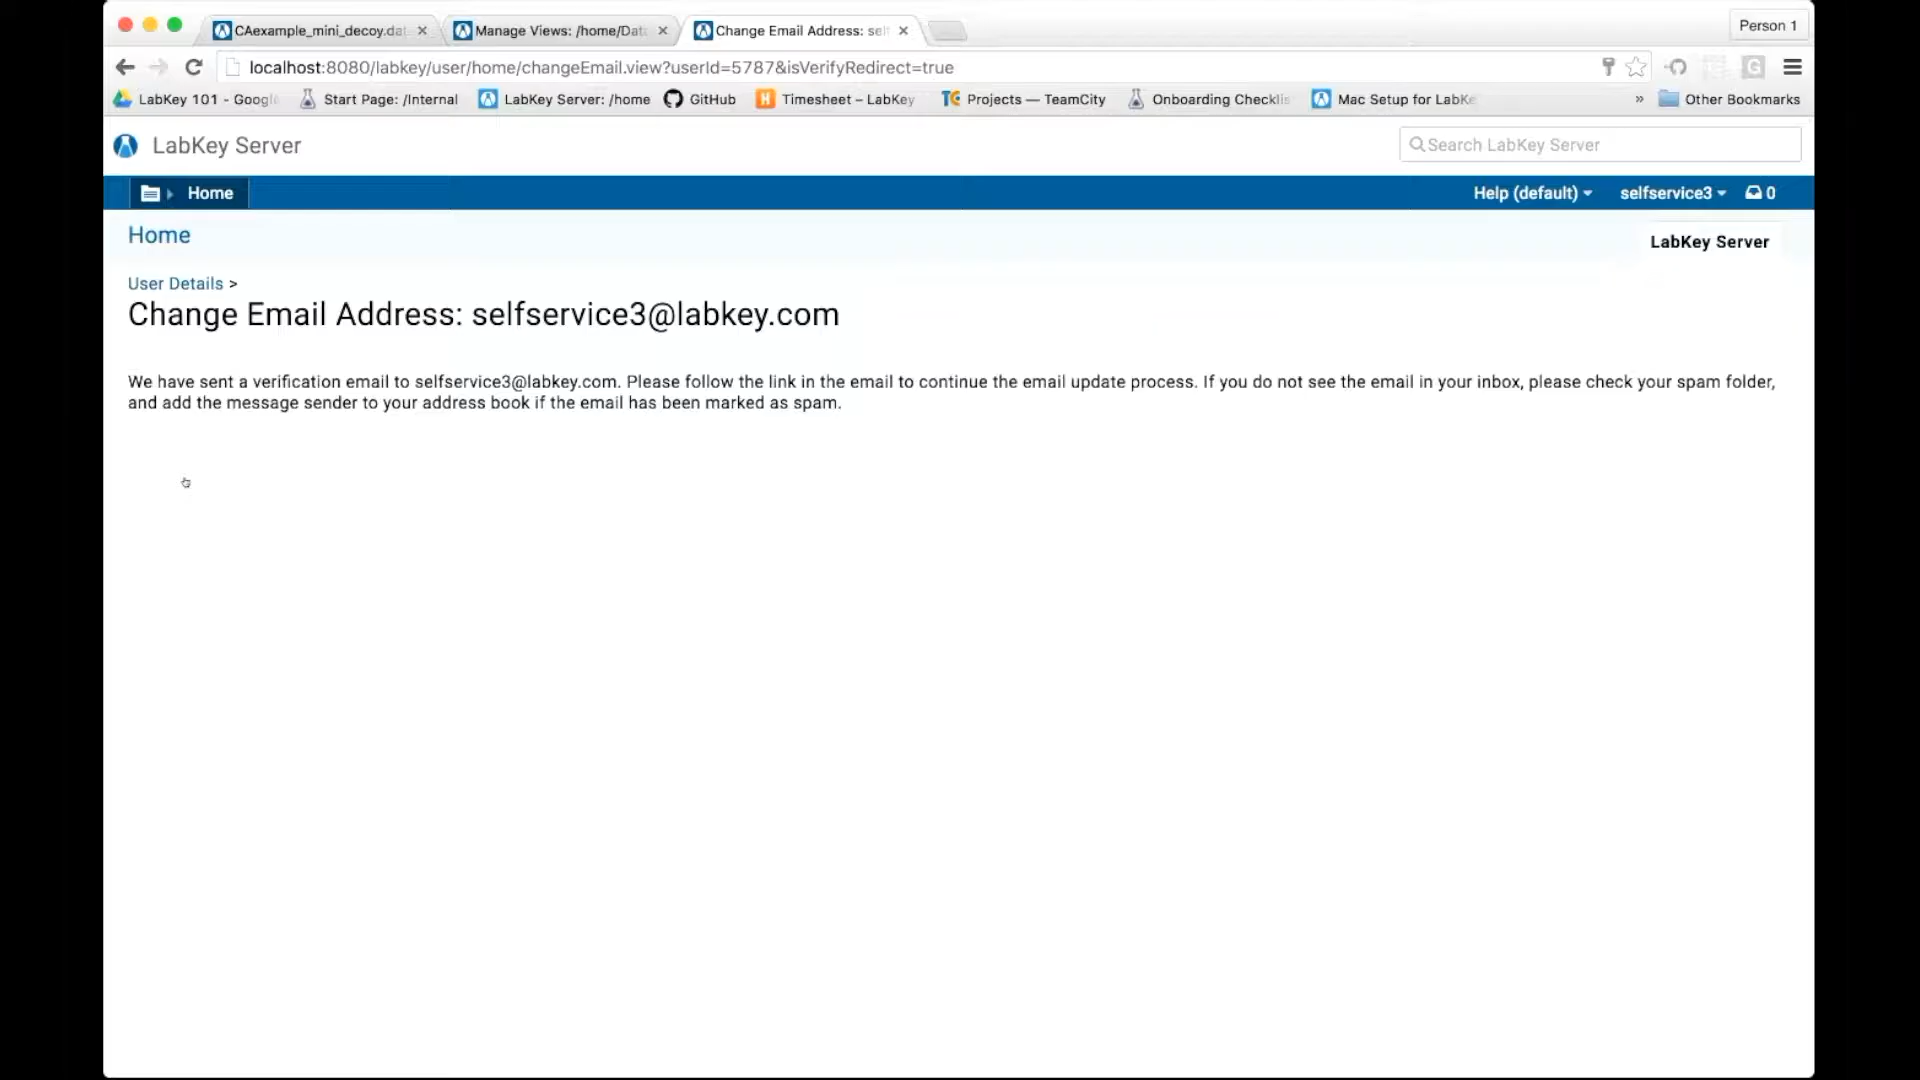 CAexample_mini_decoy.dat
Manage Views: /home/Data
Change Email Address: self
Person 1
localhost:8080/labkey/user/home/changeEmail.view?userId=5787&isVerifyRedirect=true
G
LabKey 101 - Google
Start Page: /Internal
LabKey Server: /home
GitHub
H
Timesheet – LabKey
TC
Projects — TeamCity
Onboarding Checklis
Mac Setup for LabKe
»
Other Bookmarks
LabKey Server
Search LabKey Server
Home
Help (default)
selfservice3
0
Home
LabKey Server
User Details >
Change Email Address: selfservice3@labkey.com
We have sent a verification email to selfservice3@labkey.com. Please follow the link in the email to continue the email update process. If you do not see the email in your inbox, please check your spam folder,
and add the message sender to your address book if the email has been marked as spam.